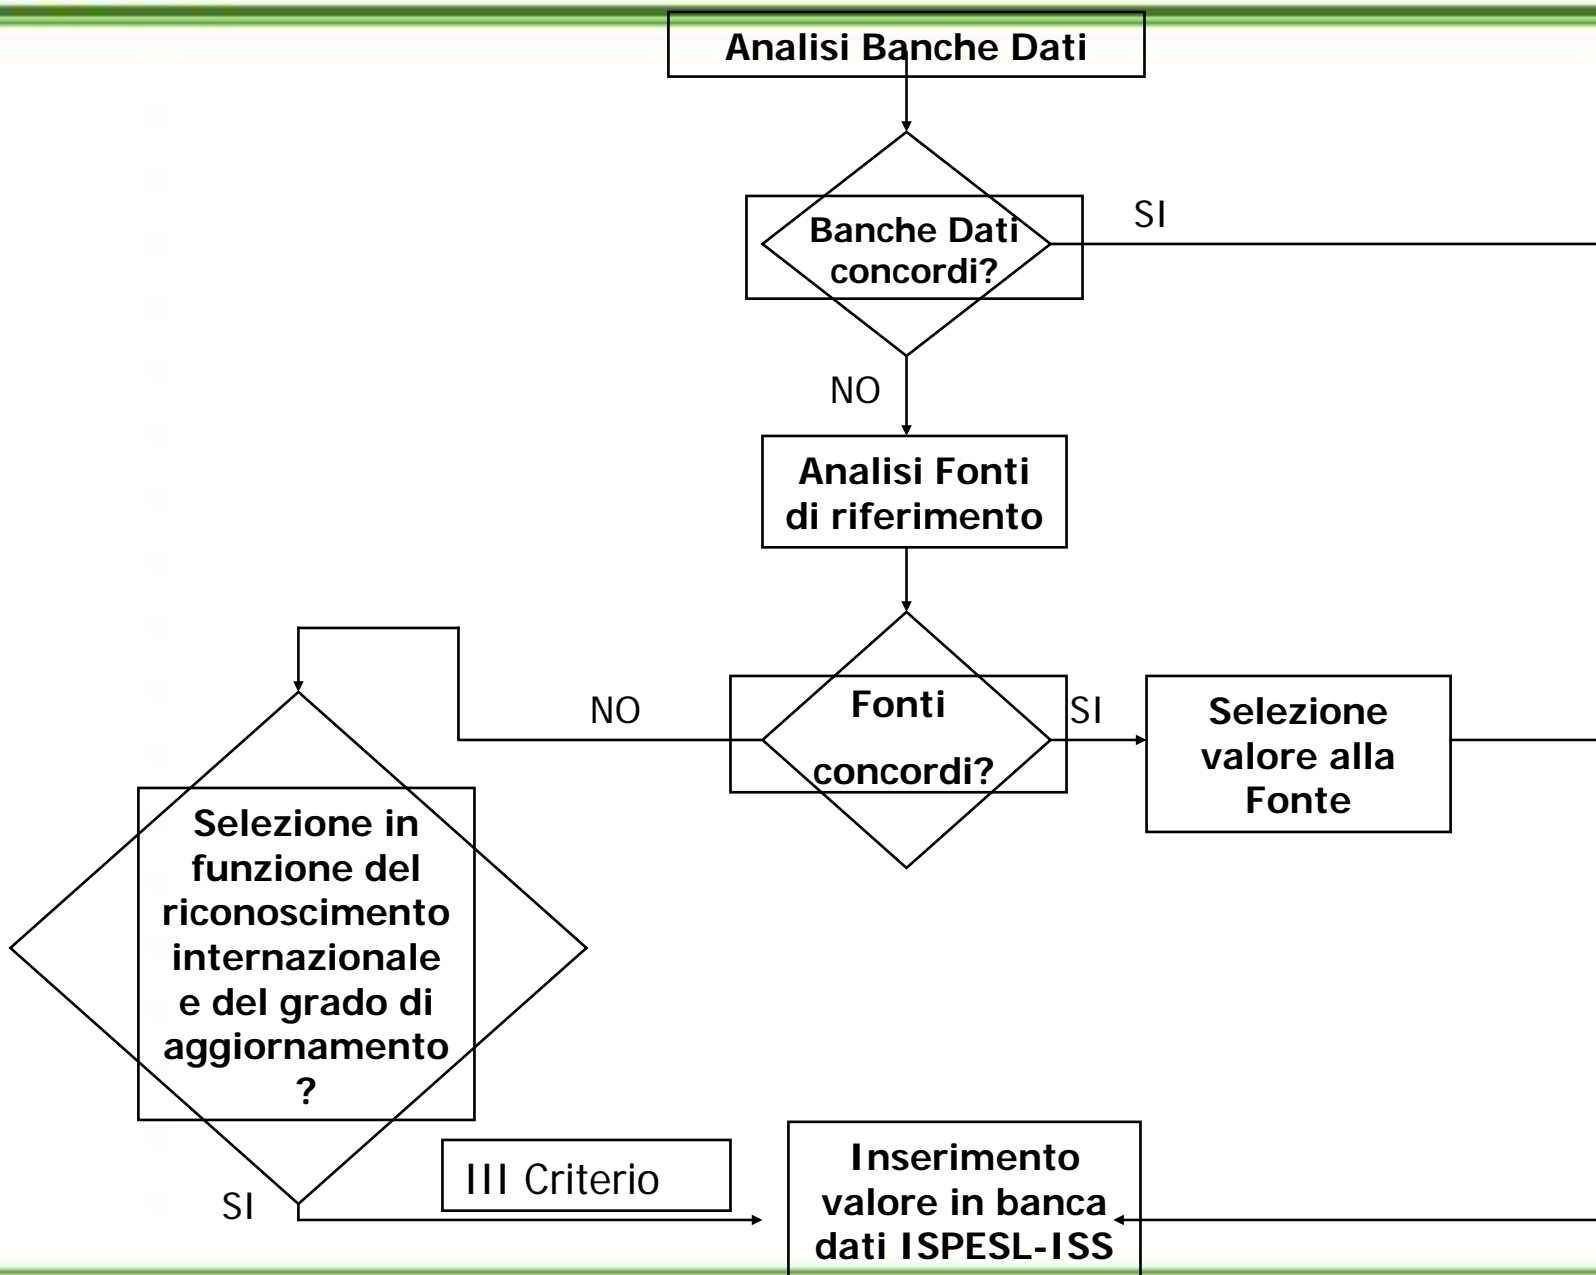 Analisi Banche Dati
Banche Dati
concordi?
SI
NO
Analisi Fonti
di riferimento
Fonti
concordi?
NO
SI
Selezione
valore alla
Fonte
Selezione in
funzione del
riconoscimento
internazionale
e del grado di
aggiornamento
?
SI
III Criterio
Inserimento
valore in banca
dati ISPESL-ISS